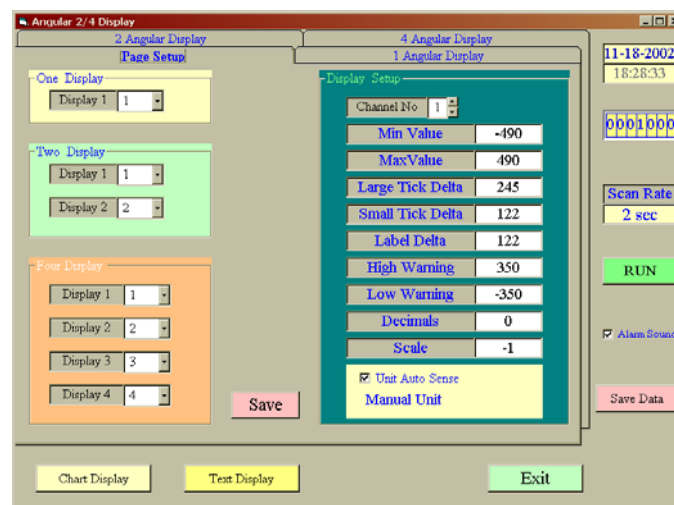 Angular 2/4 Display
2 Angular Display
4 Angular Display
Page Setup
1 Angular Display
One Display
Display 1 1
Two Display
Display 1 1
Display 2 2
Four Display
Display 1 1
Display 2 2
Display 3 3
Display 4 4
Save
Display Setup
Channel No 1
Min Value -490
MaxValue 490
Large Tick Delta 245
Small Tick Delta 122
Label Delta 122
High Warning 350
Low Warning -350
Decimals 0
Scale -1
Unit Auto Sense
Manual Unit
11-18-2002
18:28:33
0001000
Scan Rate
2 sec
RUN
Alarm Sound
Save Data
Chart Display
Text Display
Exit